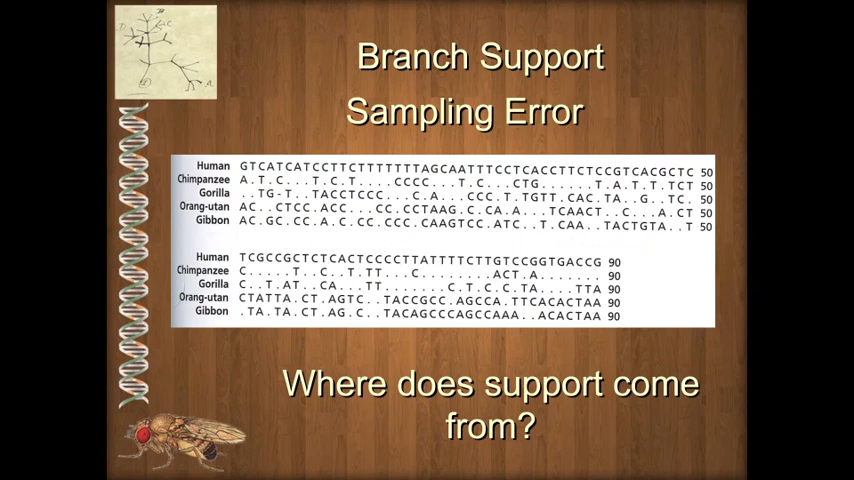 Branch Support
Sampling Error
Human GTCATCATCCTTCTTTTTTTAGCAATTTCCTCACCTTCTCCGTCACGCTC 50
Chimpanzee A.T.C...T.C.T....CCCC...T.C...CTG......T.A.T.T.TCT 50
Gorilla ..TG-T..TACCTCCC...C.A...CCC.T.TGTT.CAC.TA..G..TC. 50
Orang-utan AC..CTCC.ACC...CC.CCTAAG.C.CA.A...TCAACT..C...A.CT 50
Gibbon AC.GC.CC.A.C.CC.CCC.CAAGTCC.ATC..T.CAA..TACTGTA..T 50
Human TCGCCGCTCTCACTCCCCTTATTTTCTTGTCCGGTGACCG 90
Chimpanzee C.....T..C..T.TT...C........ACT.A....... 90
Gorilla C..T.AT..CA...TT.......C.T.C.C.TA....TTA 90
Orang-utan CTATTA.CT.AGTC..TACCGCC.AGCCA.TTCACACTAA 90
Gibbon .TA.TA.CT.AG.C..TACAGCCCAGCCAAA..ACACTAA 90
Where does support come
from?